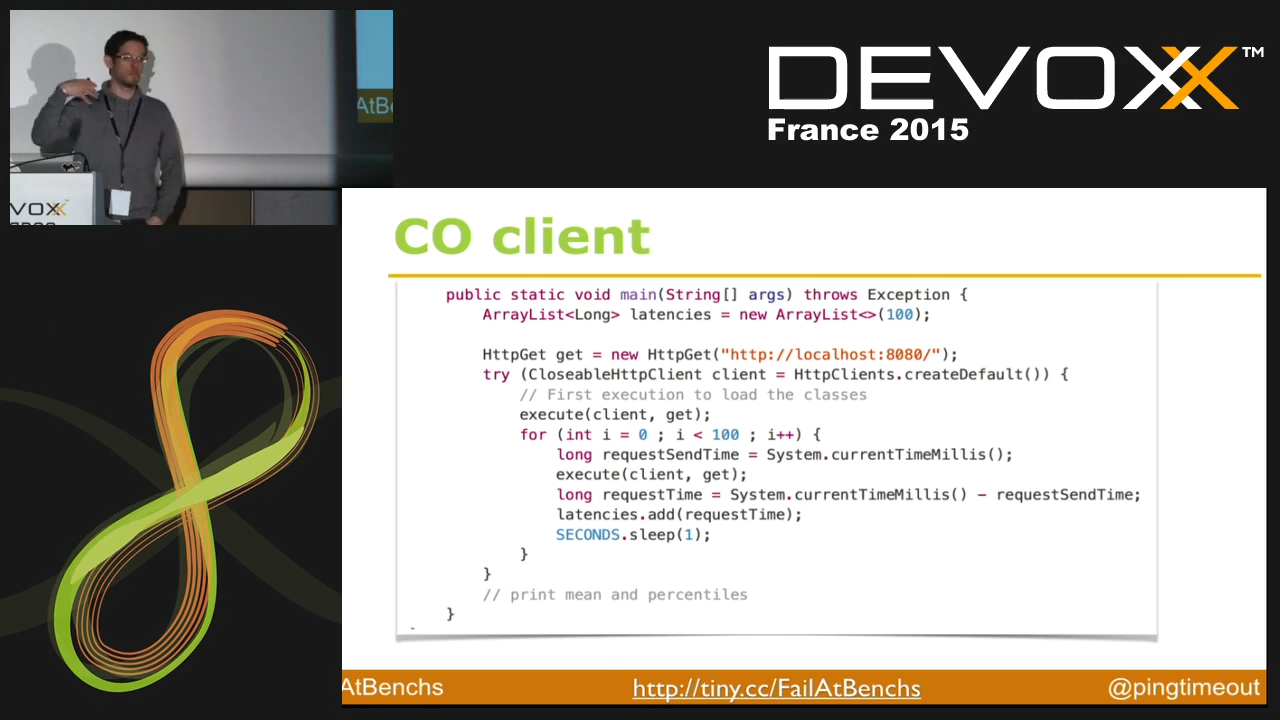 AtBe
DEVOXX™
France 2015
VOXX
CO client
public static void main(String[] args) throws Exception {
ArrayList<Long> latencies = new ArrayList<>(100);
HttpGet get = new HttpGet("http://localhost:8080/");
try (CloseableHttpClient client = HttpClients.createDefault()) {
// First execution to load the classes
execute(client, get);
for (int i = 0 ; i < 100 ; i++) {
long requestSendTime = System.currentTimeMillis();
execute(client, get);
long requestTime = System.currentTimeMillis() - requestSendTime;
latencies.add(requestTime);
SECONDS.sleep(1);
}
}
// print mean and percentiles
}
AtBenchs
http://tiny.cc/FailAtBenchs
@pingtimeout